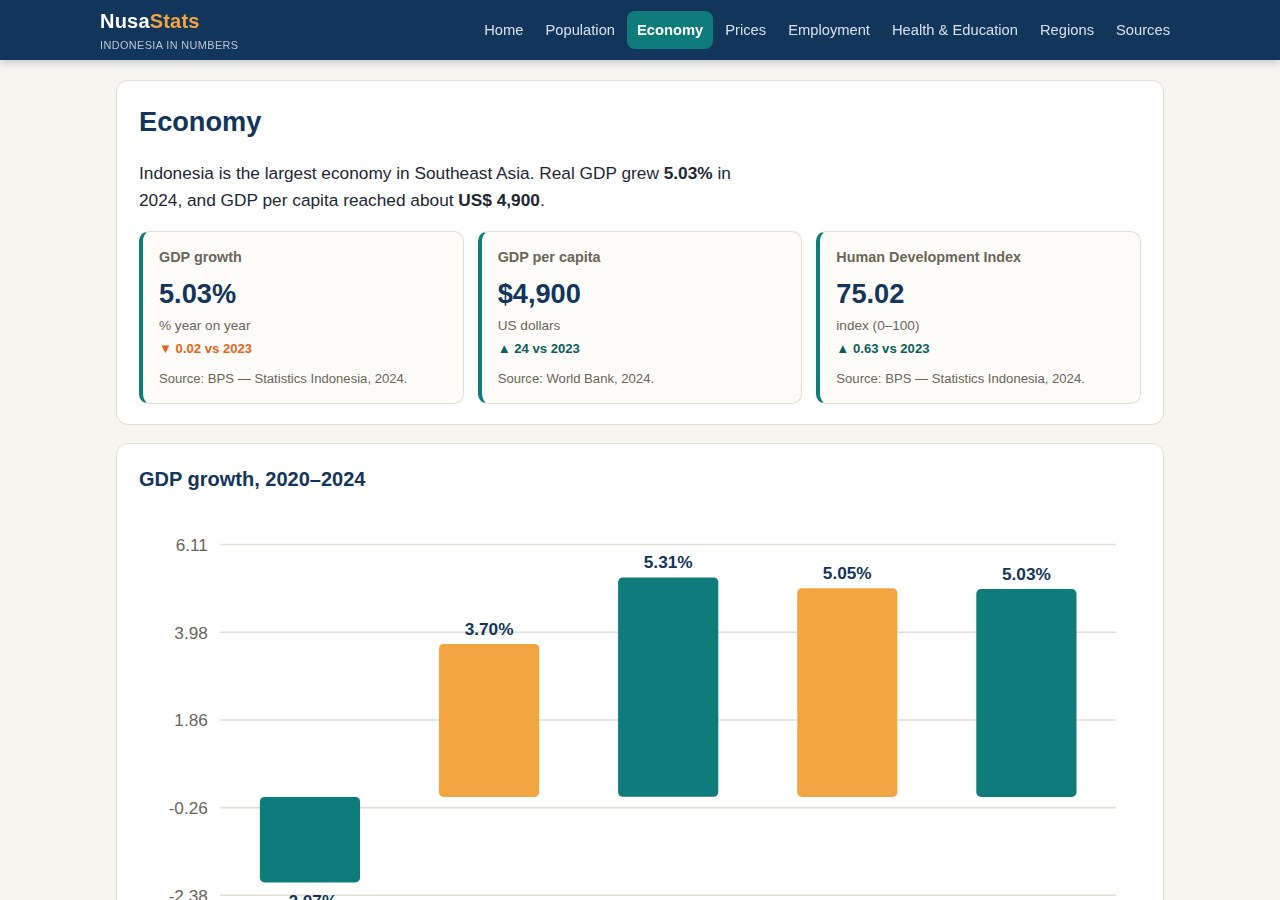 NusaStats
INDONESIA IN NUMBERS
Home Population Economy Prices Employment Health & Education Regions Sources
Economy
Indonesia is the largest economy in Southeast Asia. Real GDP grew 5.03% in
2024, and GDP per capita reached about US$ 4,900.
GDP growth
5.03%
% year on year
▼ 0.02 vs 2023
Source: BPS — Statistics Indonesia, 2024.
GDP per capita
$4,900
US dollars
▲ 24 vs 2023
Source: World Bank, 2024.
Human Development Index
75.02
index (0–100)
▲ 0.63 vs 2023
Source: BPS — Statistics Indonesia, 2024.
GDP growth, 2020–2024
6.11
5.31%
5.05%
5.03%
3.98
3.70%
1.86
-0.26
-2.38